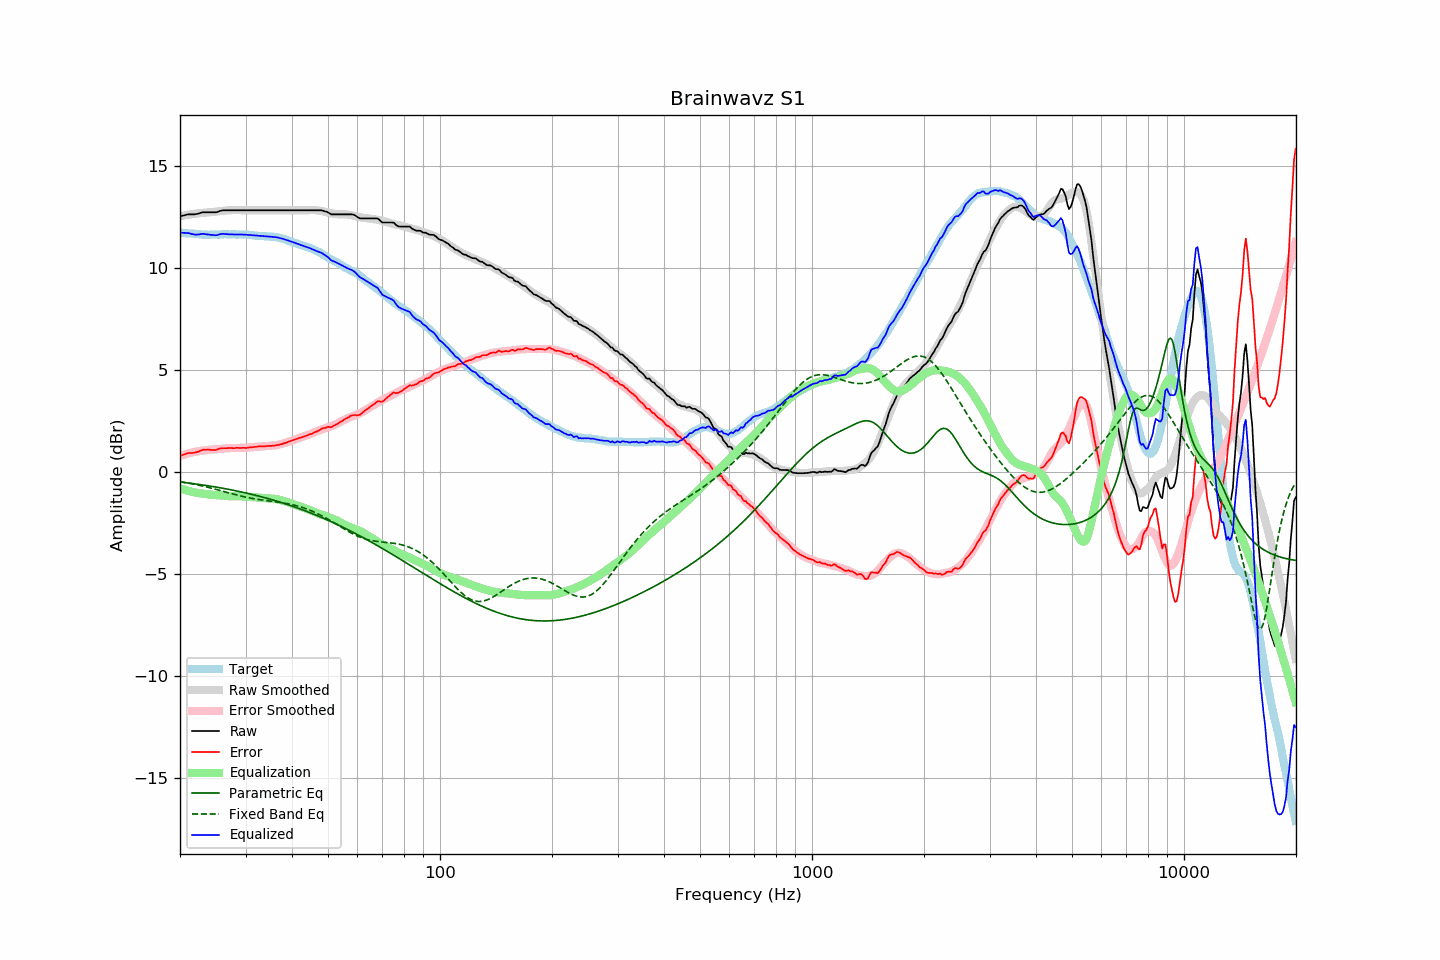 Brainwavz S1
Amplitude (dBr)
15
10
5
0
−5
−10
−15
Target
Raw Smoothed
Error Smoothed
Raw
Error
Equalization
Parametric Eq
Fixed Band Eq
Equalized
100
1000
10000
Frequency (Hz)